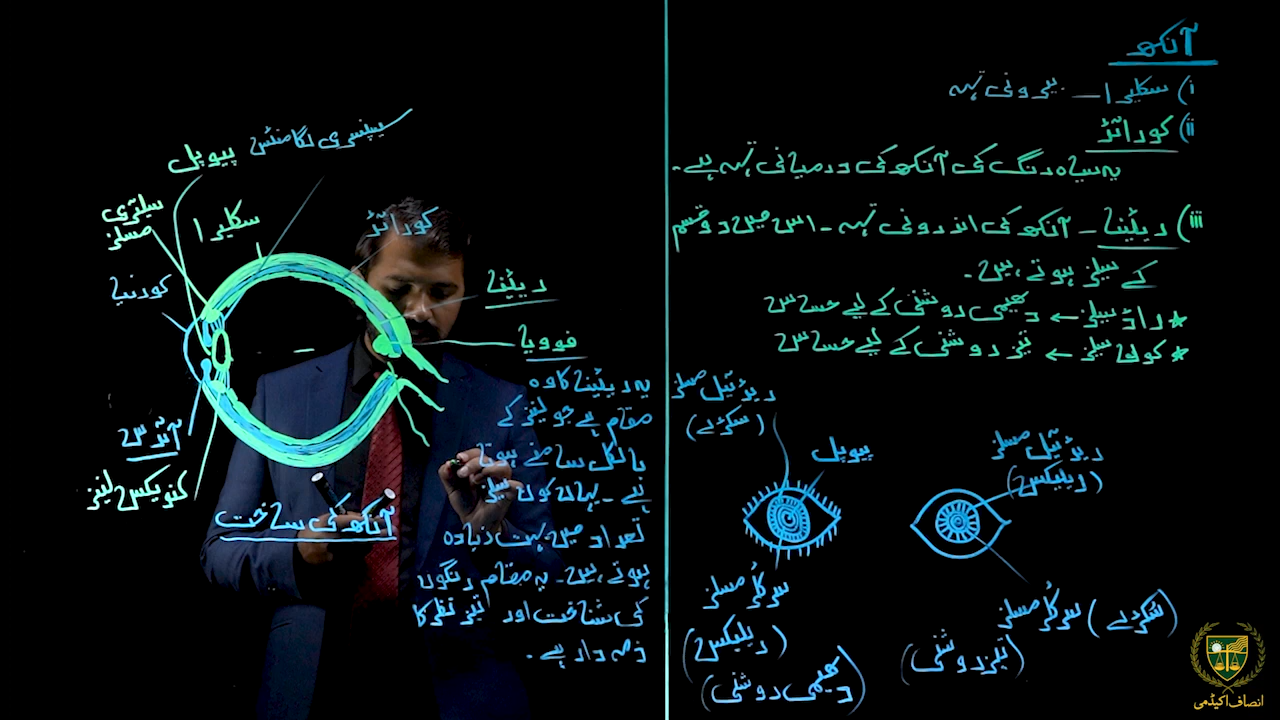 آنکھ
i) سکلیرا — بیرونی تہہ
ii) کورائڈ
یہ سیاہ رنگ کی آنکھ کی درمیانی تہہ ہے۔
iii) ریٹینا - آنکھ کی اندرونی تہہ - اس میں دو قسم
کے سیلز ہوتے ہیں۔
* راڈ سیلز ← دھیمی روشنی کے لیے حساس
* کون سیلز ← تیز روشنی کے لیے حساس
ریڈیئل مسلز
(سکڑے)
پیوپل
سرکلر مسلز
(ریلیکس)
(دھیمی روشنی)
ریڈیئل مسلز
(ریلیکس)
سرکلر مسلز (سکڑے)
(تیز روشنی)
سپنسری لگامنٹس
پیوپل
سیلری
مسلز
سکلیرا
کورائڈ
کورنیا
ریٹینا
فوویا
یہ ریٹینا کا وہ
مقام ہے جو لینز کے
بالکل سامنے ہوتا
ہے۔ یہاں کون سیلز
تعداد میں بہت زیادہ
ہوتے ہیں۔ یہ مقام رنگوں
کی شناخت اور تیز نظر کا
ذمہ دار ہے۔
آئرس
کنویکس لینز
آنکھ کی ساخت
انصاف اکیڈمی